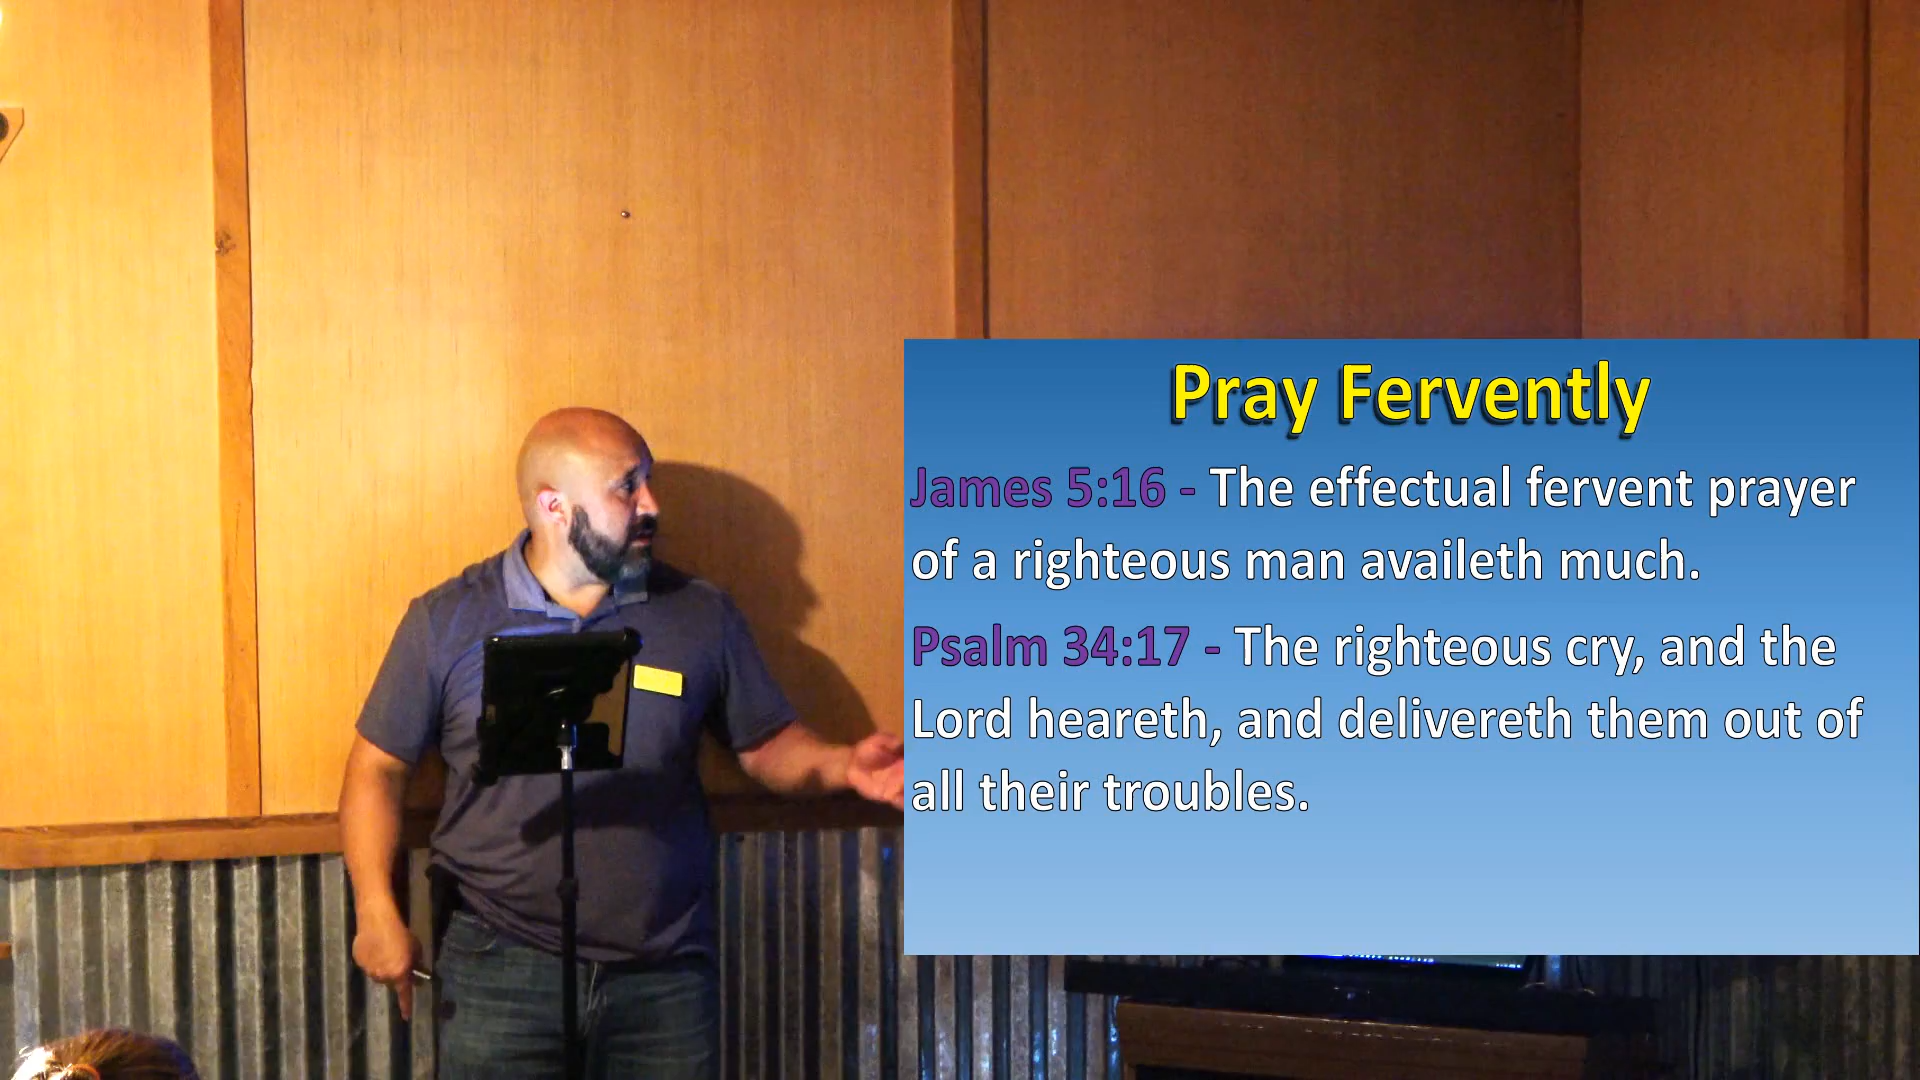 Pray Fervently
James 5:16 - The effectual fervent prayer
of a righteous man availeth much.
Psalm 34:17 - The righteous cry, and the
Lord heareth, and delivereth them out of
all their troubles.